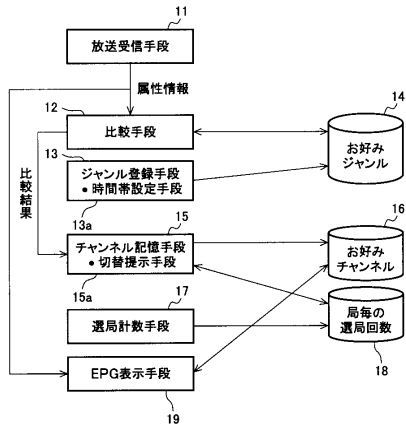 11
放送受信手段
属性情報
12
比較手段
14
お好み
ジャンル
13
ジャンル登録手段
•時間帯設定手段
13a
比較結果
15
チャンネル記憶手段
•切替提示手段
15a
16
お好み
チャンネル
17
選局計数手段
局毎の
選局回数
18
EPG表示手段
19